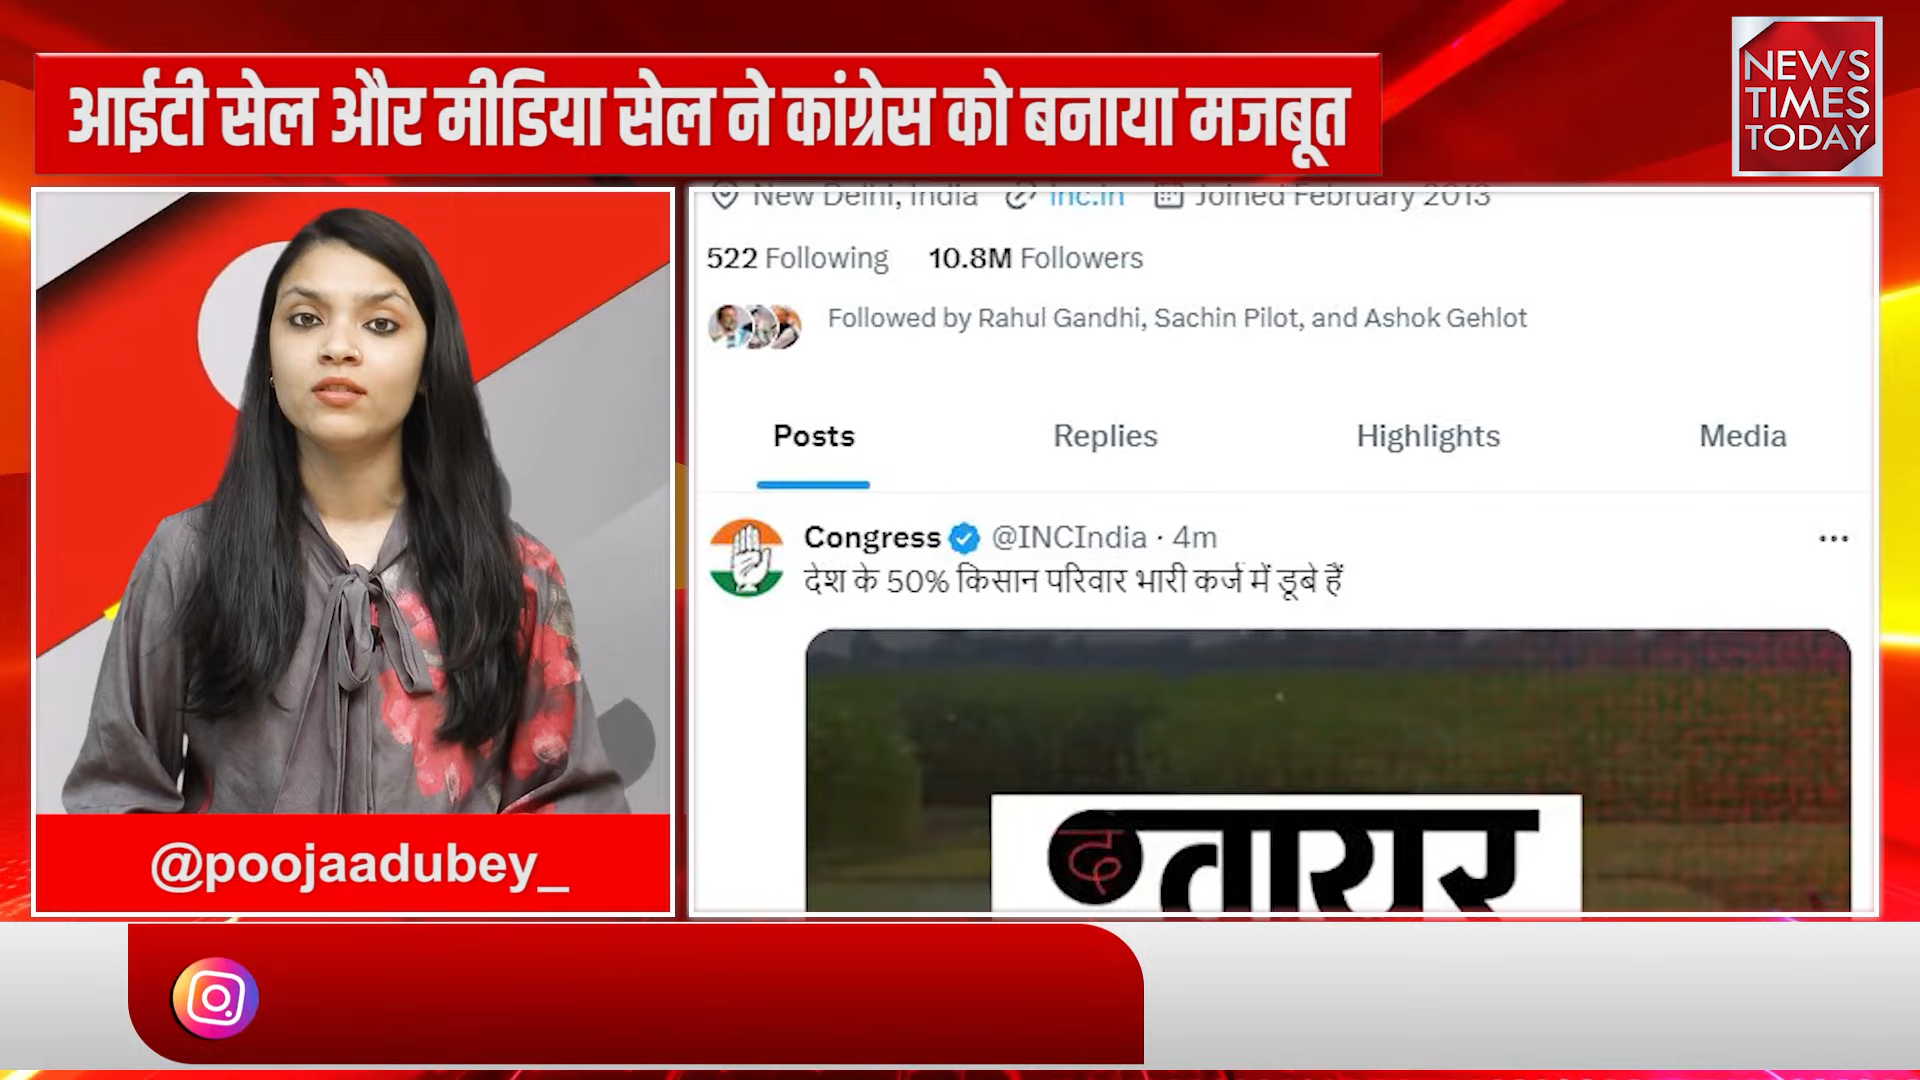 आईटी सेल और मीडिया सेल ने कांग्रेस को बनाया मजबूत
NEWS
TIMES
TODAY
New Delhi, India inc.in Joined February 2013
522 Following 10.8M Followers
Followed by Rahul Gandhi, Sachin Pilot, and Ashok Gehlot
Posts Replies Highlights Media
Congress @INCIndia · 4m
देश के 50% किसान परिवार भारी कर्ज में डूबे हैं
द वायर
@poojaadubey_